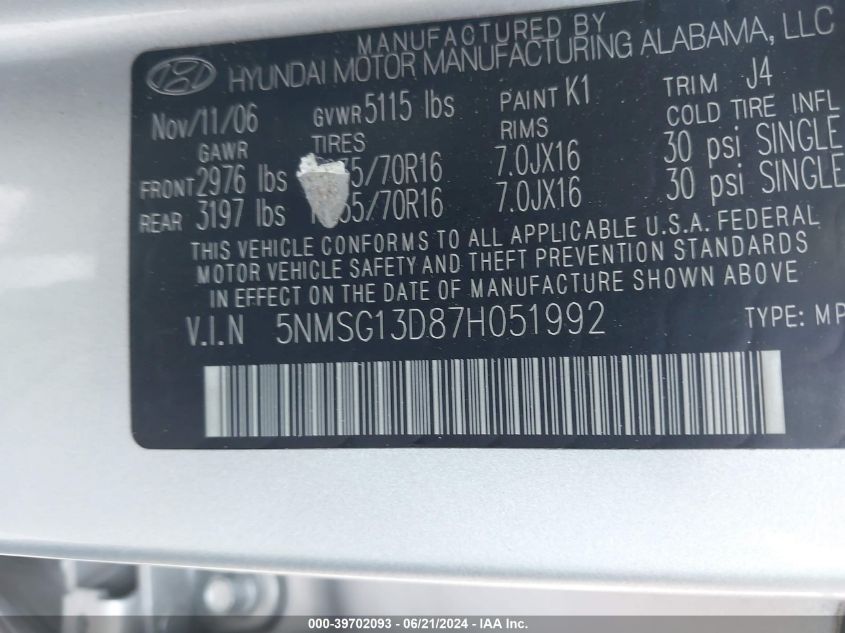 MANUFACTURED BY
HYUNDAI MOTOR MANUFACTURING ALABAMA, LLC
Nov/11/06 GVWR 5115 lbs PAINT K1 TRIM J4
GAWR TIRES RIMS COLD TIRE INFL
FRONT 2976 lbs /70R16 7.0JX16 30 psi SINGLE
REAR 3197 lbs /70R16 7.0JX16 30 psi SINGLE
THIS VEHICLE CONFORMS TO ALL APPLICABLE U.S.A. FEDERAL
MOTOR VEHICLE SAFETY AND THEFT PREVENTION STANDARDS
IN EFFECT ON THE DATE OF MANUFACTURE SHOWN ABOVE
V.I.N 5NMSG13D87H051992 TYPE: MP
000-39702093 - 06/21/2024 - IAA Inc.